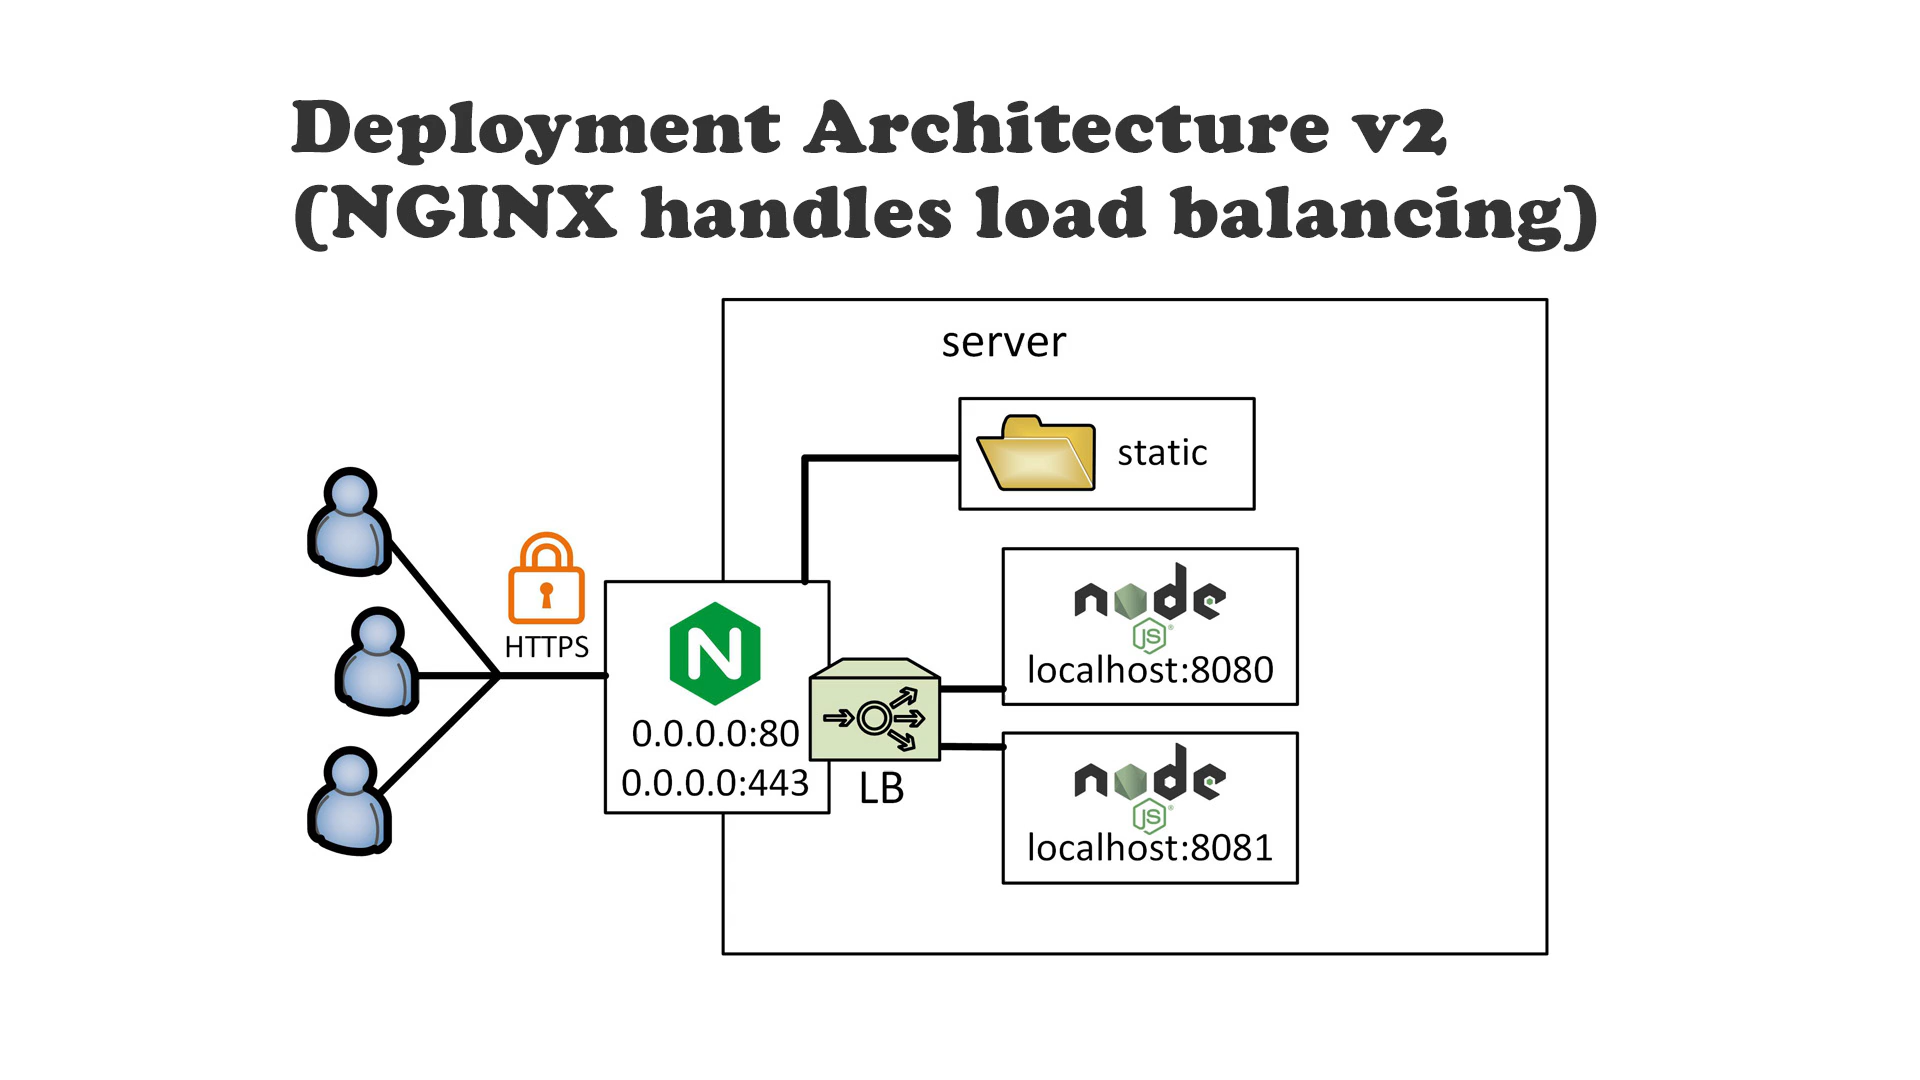 Deployment Architecture v2
(NGINX handles load balancing)
server
static
HTTPS
N
0.0.0.0:80
0.0.0.0:443
LB
node
JS
localhost:8080
node
JS
localhost:8081